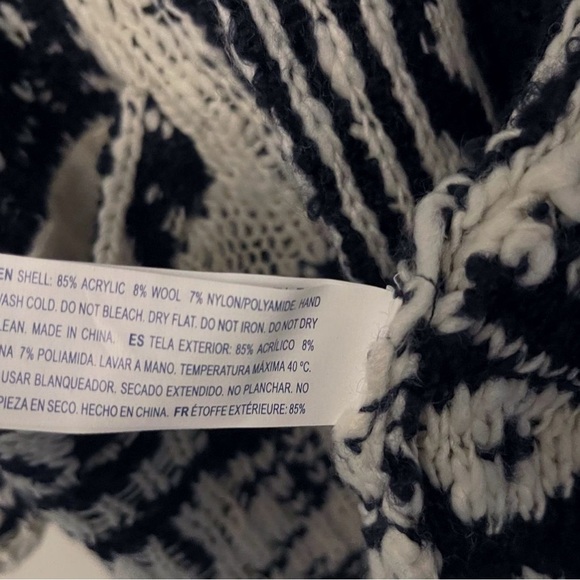 EN SHELL: 85% ACRYLIC 8% WOOL 7% NYLON/POLYAMIDE. HAND
WASH COLD. DO NOT BLEACH. DRY FLAT. DO NOT IRON. DO NOT DRY
LEAN. MADE IN CHINA. ES TELA EXTERIOR: 85% ACRÍLICO 8%
NA 7% POLIAMIDA. LAVAR A MANO. TEMPERATURA MÁXIMA 40 ºC.
USAR BLANQUEADOR. SECADO EXTENDIDO. NO PLANCHAR. NO
PIEZA EN SECO. HECHO EN CHINA. FR ÉTOFFE EXTÉRIEURE: 85%